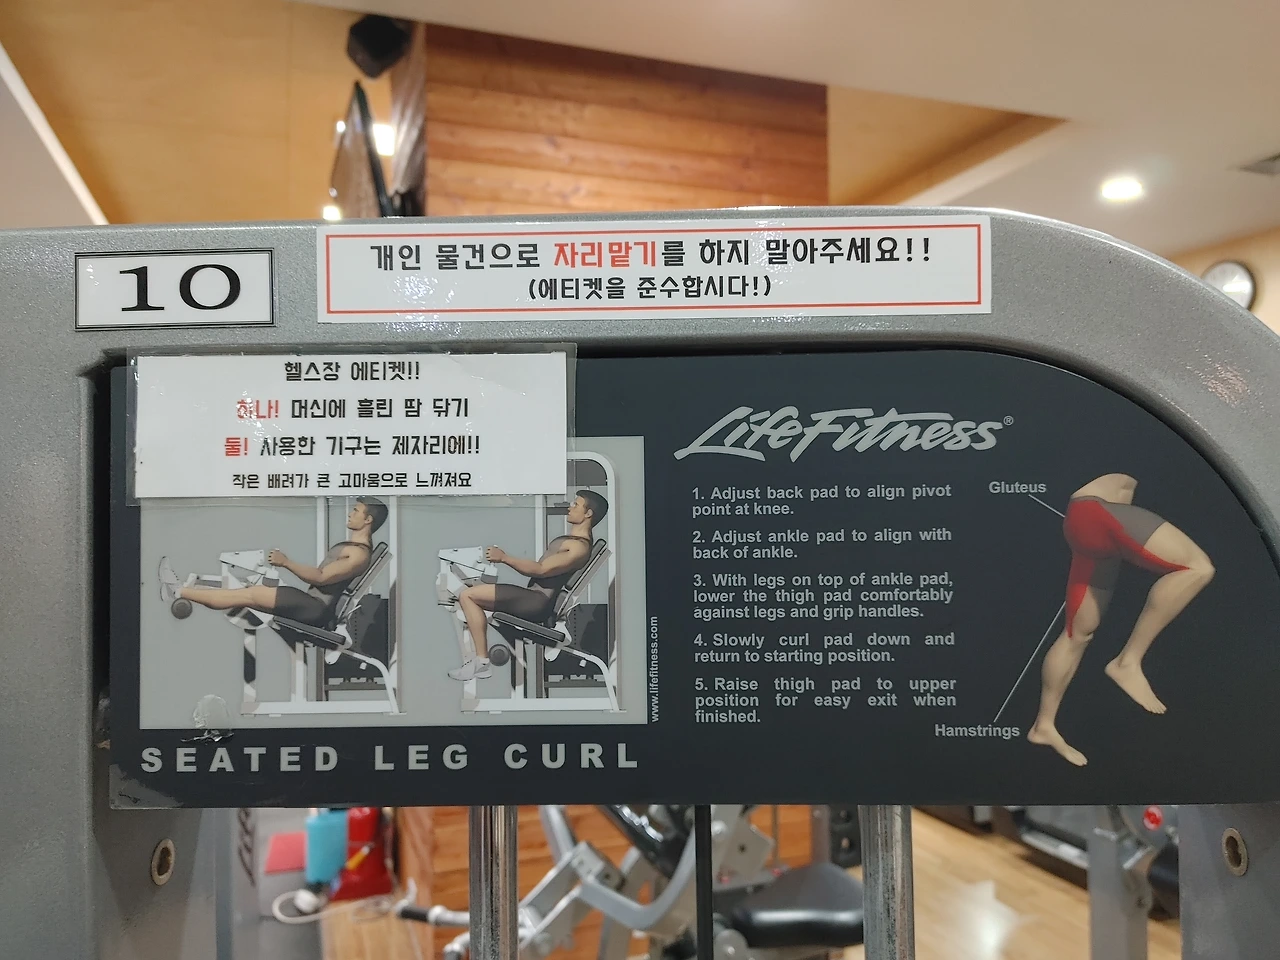 10
개인 물건으로 자리맡기를 하지 말아주세요!!
(에티켓을 준수합시다!)
헬스장 에티켓!!
하나! 머신에 흘린 땀 닦기
둘! 사용한 기구는 제자리에!!
작은 배려가 큰 고마움으로 느껴져요
LifeFitness®
1. Adjust back pad to align pivot
point at knee.
2. Adjust ankle pad to align with
back of ankle.
3. With legs on top of ankle pad,
lower the thigh pad comfortably
against legs and grip handles.
4. Slowly curl pad down and
return to starting position.
5. Raise thigh pad to upper
position for easy exit when
finished.
Gluteus
Hamstrings
www.lifefitness.com
SEATED LEG CURL